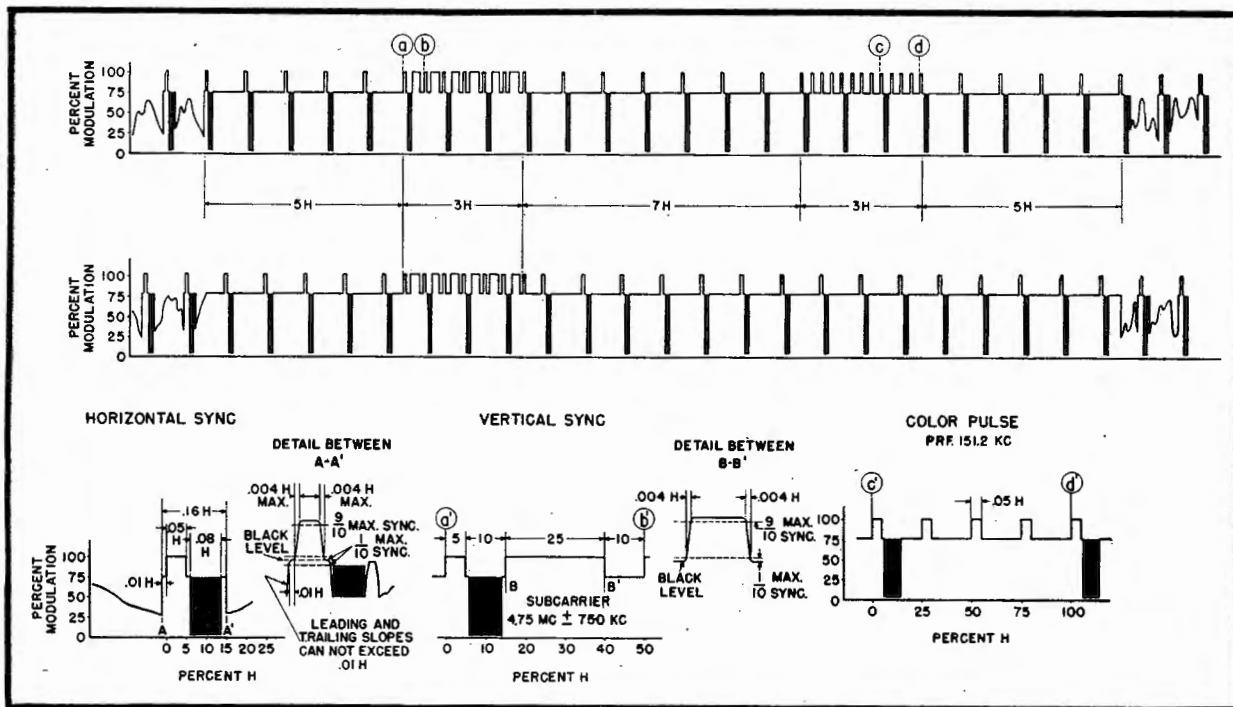 a b c d
PERCENT MODULATION
100
75
50
25
0
5H 3H 7H 3H 5H
PERCENT MODULATION
100
75
50
25
0
HORIZONTAL SYNC
DETAIL BETWEEN
A-A'
.004 H MAX.
.004 H MAX.
9/10 MAX. SYNC.
1/10 MAX. SYNC.
BLACK LEVEL
.01 H
LEADING AND
TRAILING SLOPES
CAN NOT EXCEED
.01 H
.16 H
.05 H
.08 H
.01 H
PERCENT MODULATION
100
75
50
25
0
A A'
0 5 10 15 20 25
PERCENT H
VERTICAL SYNC
a' b'
5 10 25 10
B B'
SUBCARRIER
4.75 MC ± 750 KC
0 10 20 30 40 50
PERCENT H
DETAIL BETWEEN
B-B'
.004 H .004 H
9/10 MAX. SYNC.
BLACK LEVEL
1/10 MAX. SYNC.
COLOR PULSE
PRF. 151.2 KC
c' d'
.05 H
100
75
50
25
0
0 25 50 75 100
PERCENT H